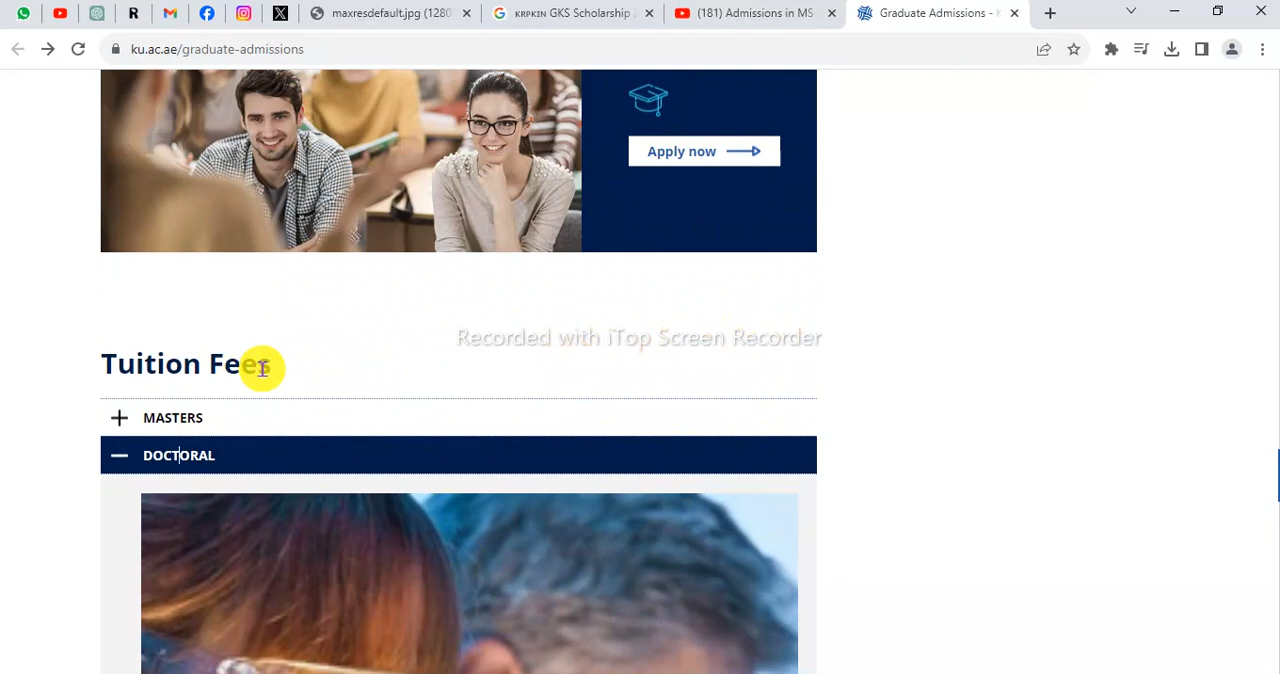 maxresdefault.jpg (1280
ĸʀᴘĸɪɴ GKS Scholarship
(181) Admissions in MS
Graduate Admissions - K
ku.ac.ae/graduate-admissions
Apply now
Recorded with iTop Screen Recorder
Tuition Fees
MASTERS
DOCTORAL